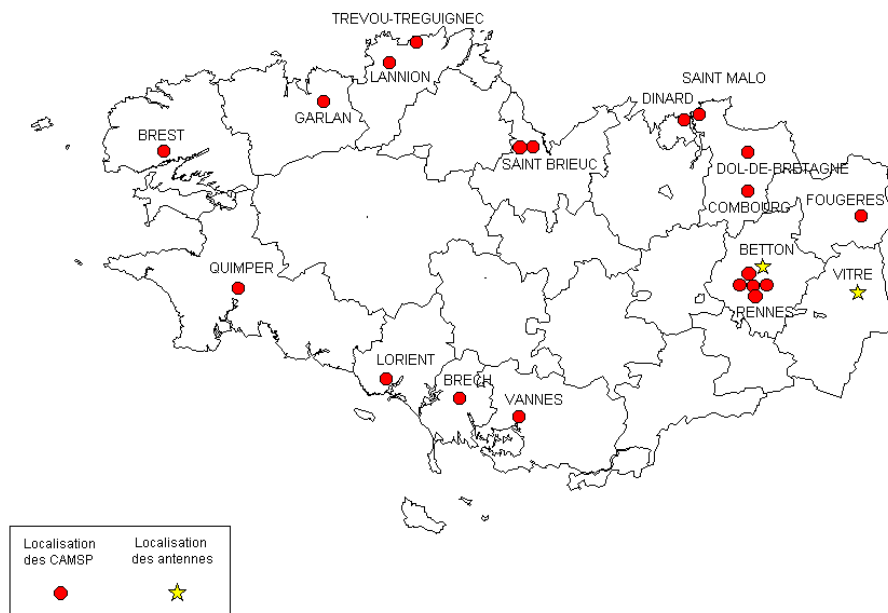 TREVOU-TREGUIGNEC
LANNION
SAINT MALO
DINARD
GARLAN
BREST
SAINT BRIEUC
DOL-DE-BRETAGNE
COMBOURG
FOUGERES
BETTON
QUIMPER
VITRE
RENNES
LORIENT
BRECH
VANNES
Localisation
des CAMSP
Localisation
des antennes